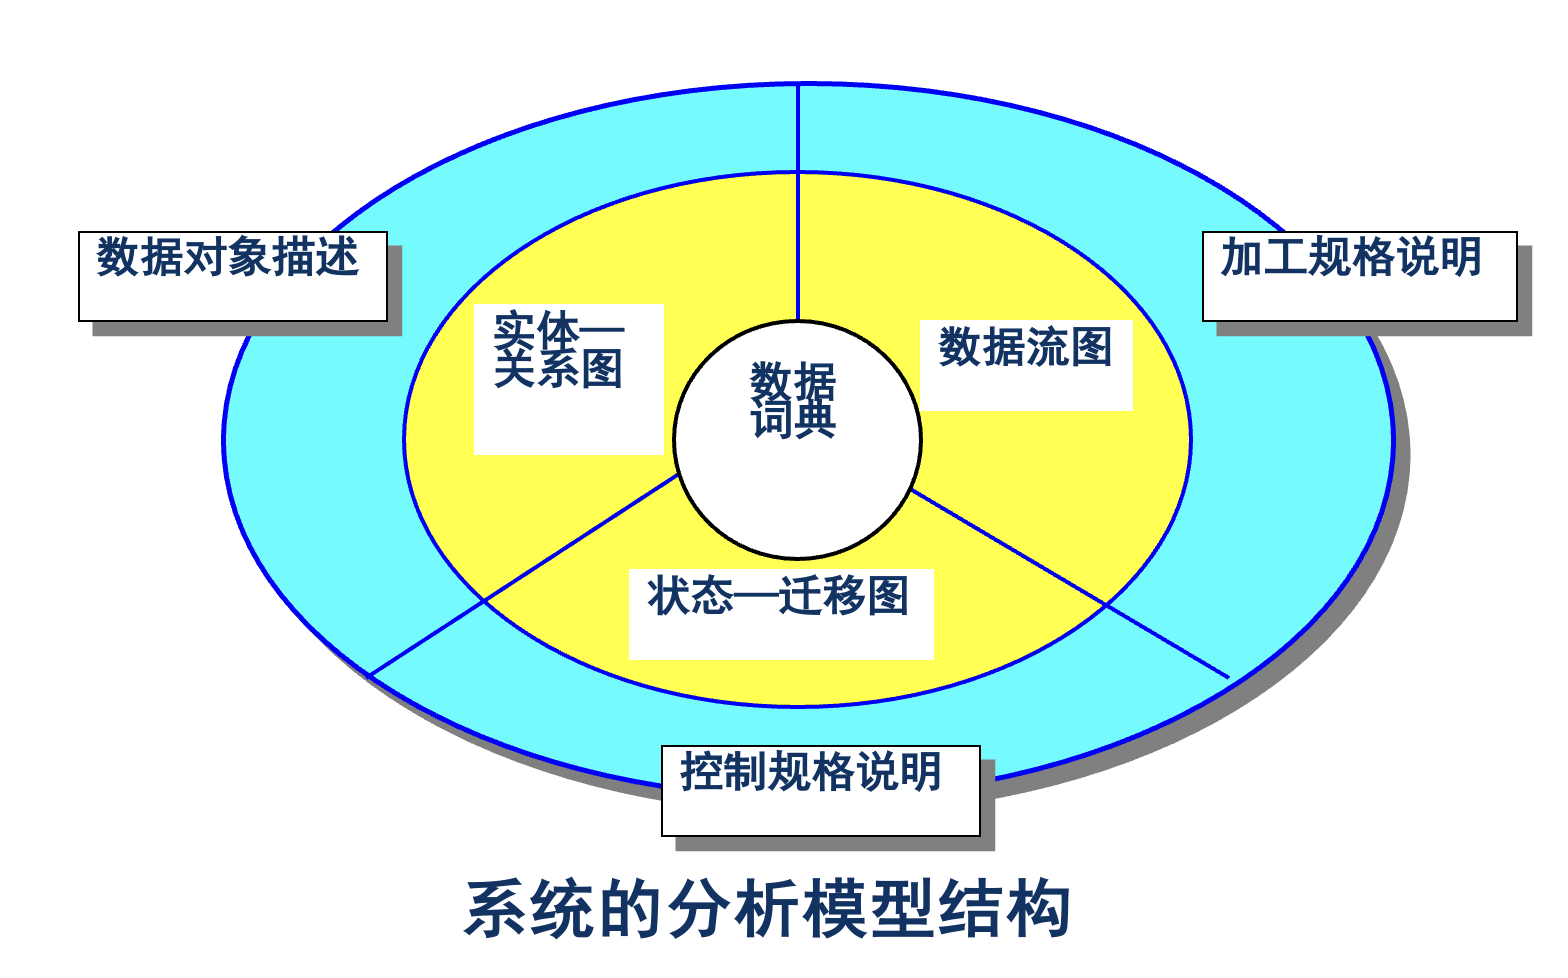 数据对象描述
加工规格说明
实体—
关系图
数据流图
数据
词典
状态—迁移图
控制规格说明
系统的分析模型结构